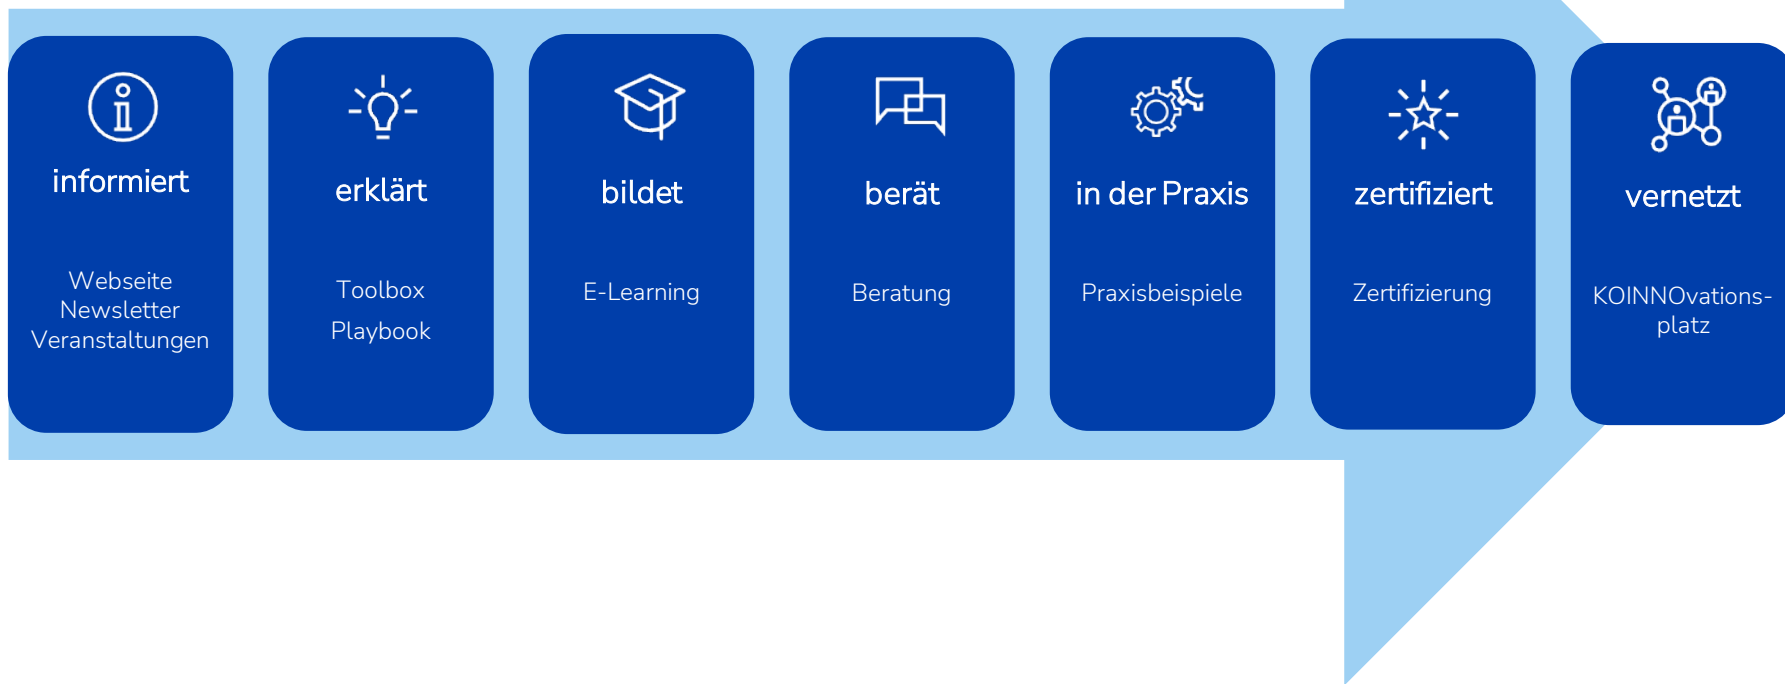 informiert
Webseite
Newsletter
Veranstaltungen
erklärt
Toolbox
Playbook
bildet
E-Learning
berät
Beratung
in der Praxis
Praxisbeispiele
zertifiziert
Zertifizierung
vernetzt
KOINNOvations-
platz